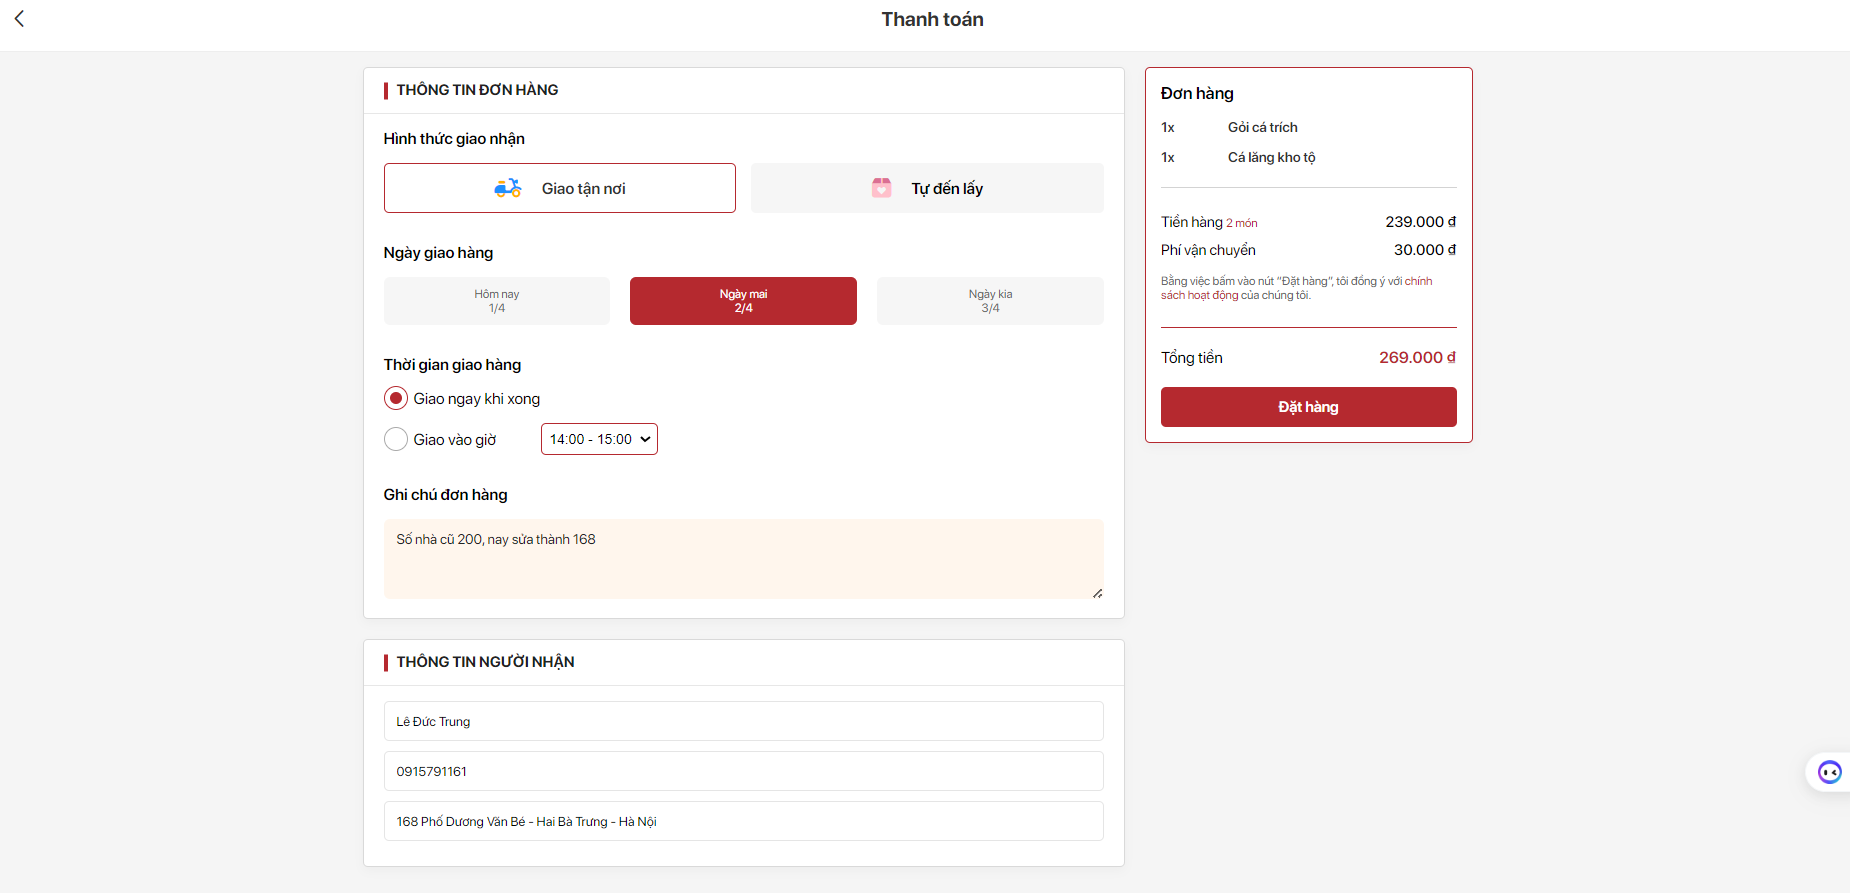 Thanh toán
THÔNG TIN ĐƠN HÀNG
Hình thức giao nhận
Giao tận nơi
Tự đến lấy
Ngày giao hàng
Hôm nay
1/4
Ngày mai
2/4
Ngày kia
3/4
Thời gian giao hàng
Giao ngay khi xong
Giao vào giờ
14:00 - 15:00
Ghi chú đơn hàng
Số nhà cũ 200, nay sửa thành 168
THÔNG TIN NGƯỜI NHẬN
Lê Đức Trung
0915791161
168 Phố Dương Văn Bé - Hai Bà Trưng - Hà Nội
Đơn hàng
1x Gỏi cá trích
1x Cá lăng kho tộ
Tiền hàng 2 món 239.000 ₫
Phí vận chuyển 30.000 ₫
Bằng việc bấm vào nút “Đặt hàng”, tôi đồng ý với chính
sách hoạt động của chúng tôi.
Tổng tiền 269.000 ₫
Đặt hàng